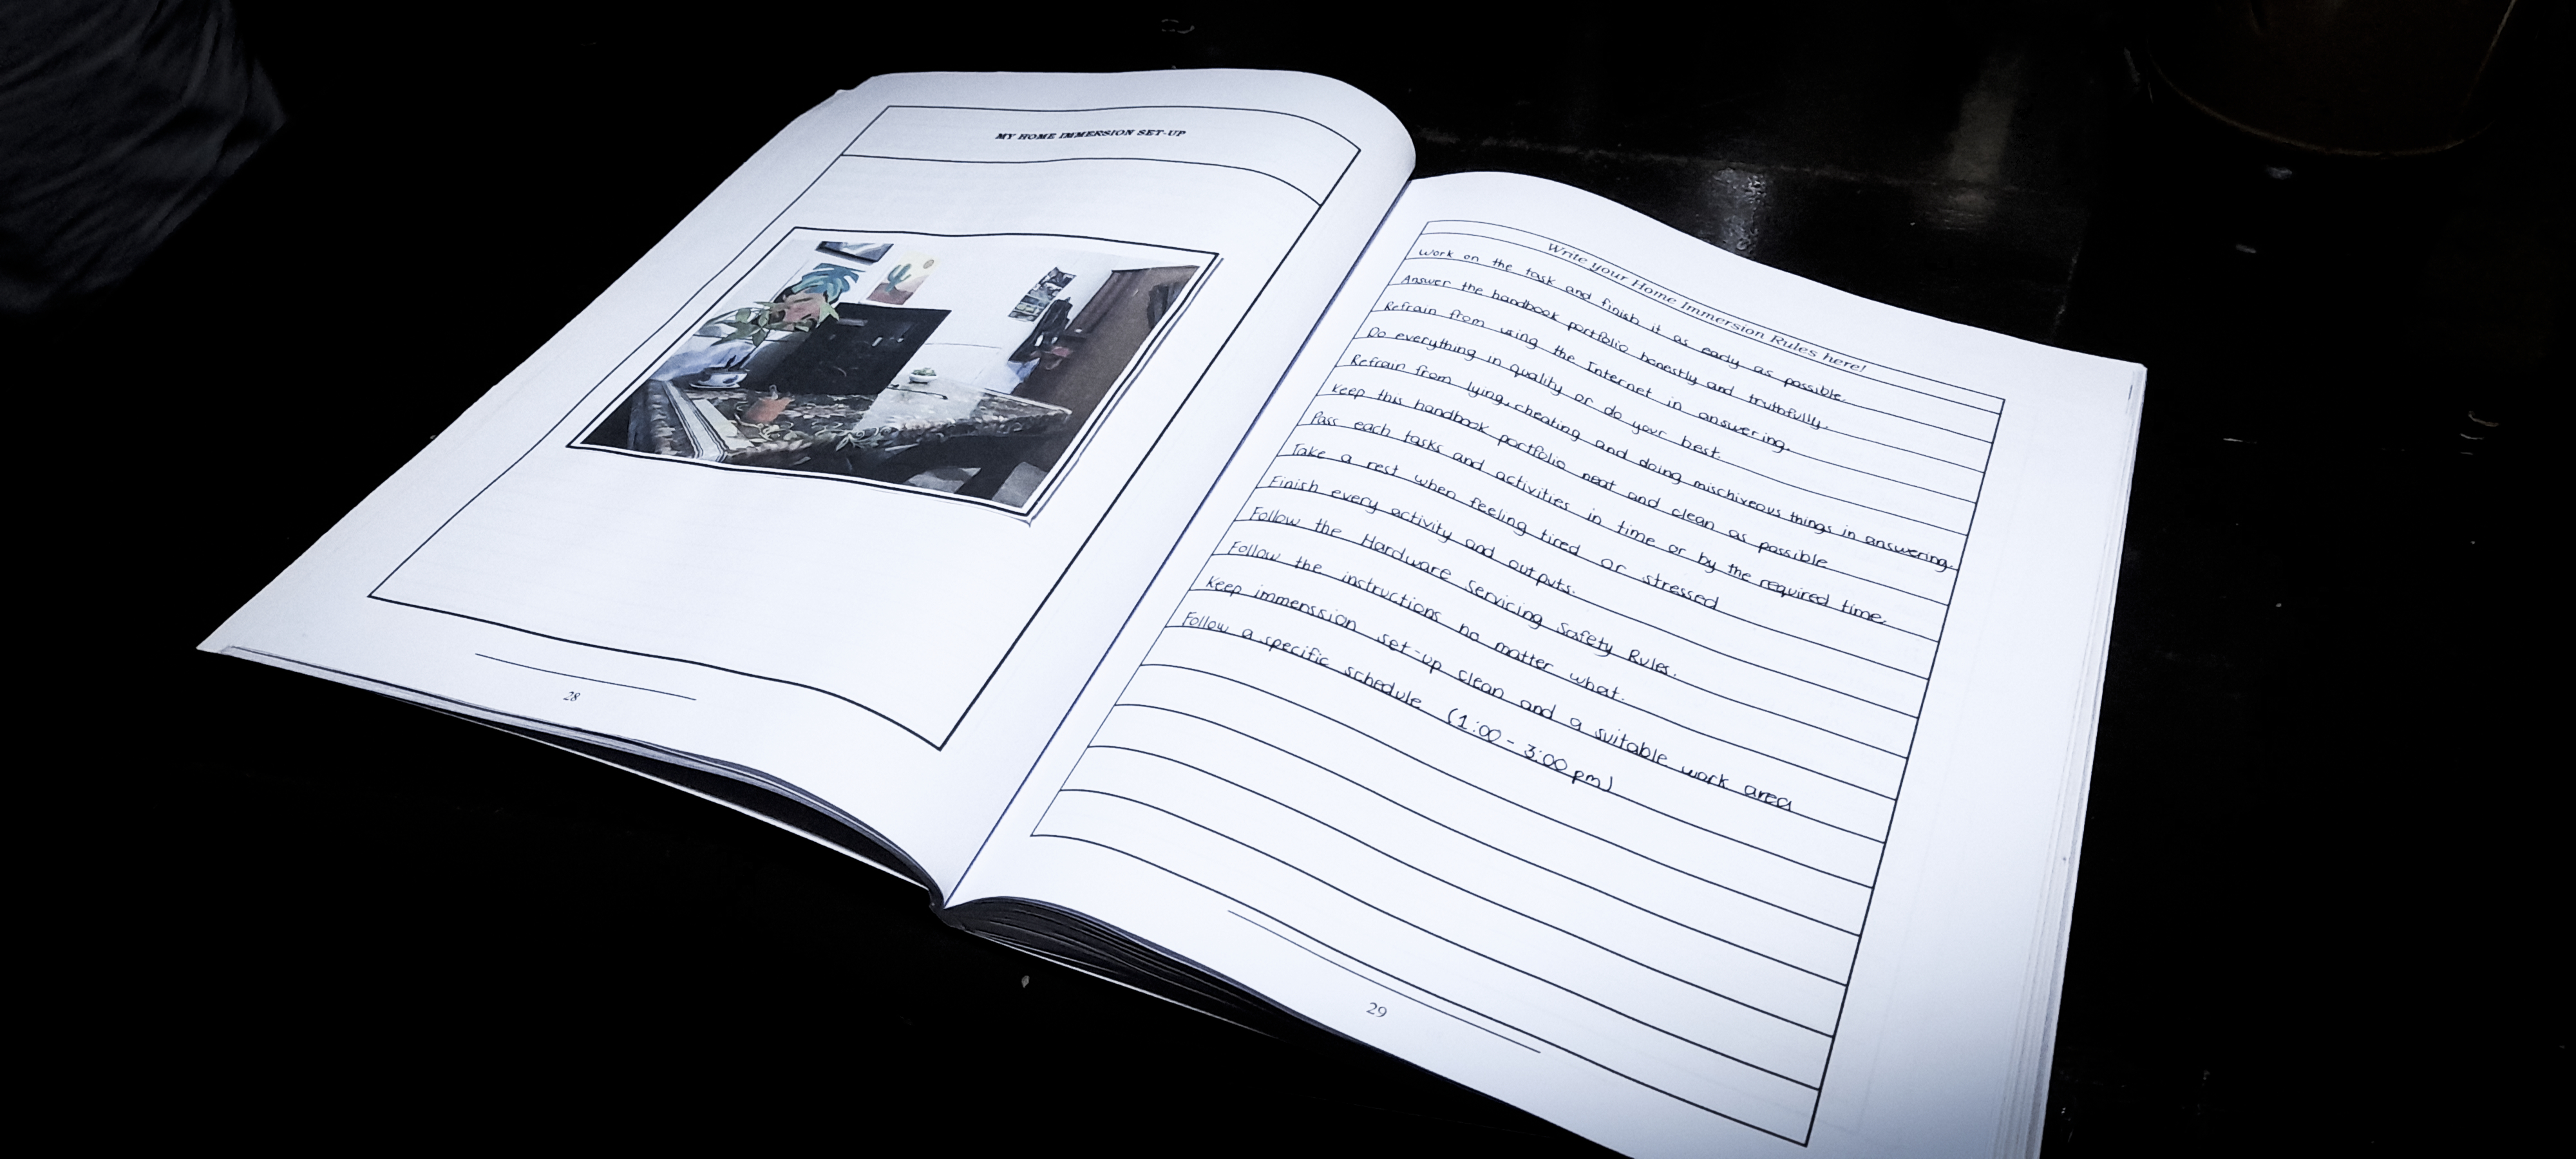 MY HOME IMMERSION SET-UP
28
Write your Home Immersion Rules here!
Work on the task and finish it as early as possible.
Answer the handbook portfolio honestly and truthfully.
Refrain from using the Internet in answering.
Do everything in quality or do your best.
Refrain from lying, cheating and doing mischiveous things in answering.
Keep this handbook portfolio neat and clean as possible
Pass each tasks and activities in time or by the required time.
Take a rest when feeling tired or stressed
Finish every activity and outputs.
Follow the Hardware Servicing Safety Rules.
Follow the instructions no matter what.
Keep immerssion set-up clean and a suitable work area
Follow a specific schedule (1:00 - 3:00 pm)
29